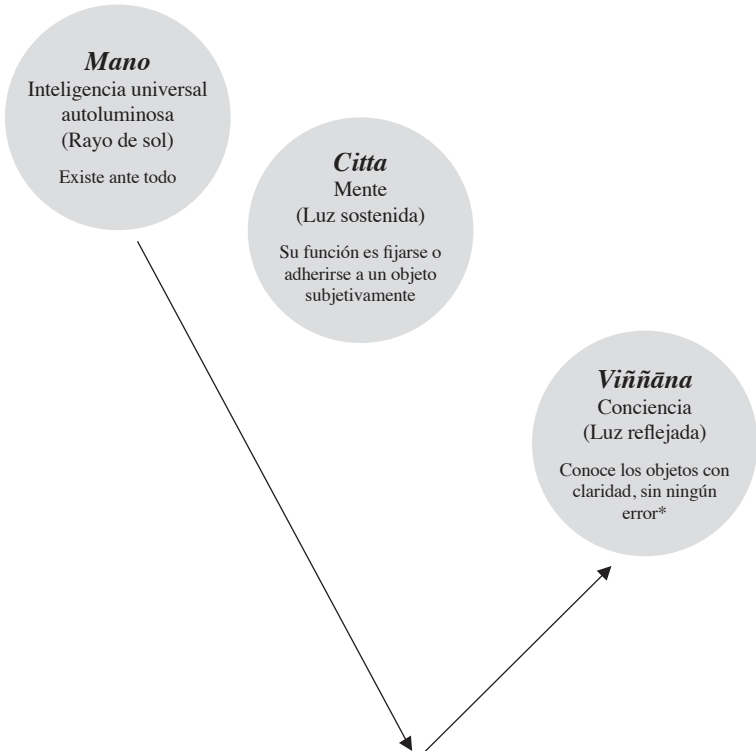 Mano
Inteligencia universal
autoluminosa
(Rayo de sol)
Existe ante todo
Citta
Mente
(Luz sostenida)
Su función es fijarse o
adherirse a un objeto
subjetivamente
Viññāna
Conciencia
(Luz reflejada)
Conoce los objetos con
claridad, sin ningún
error*